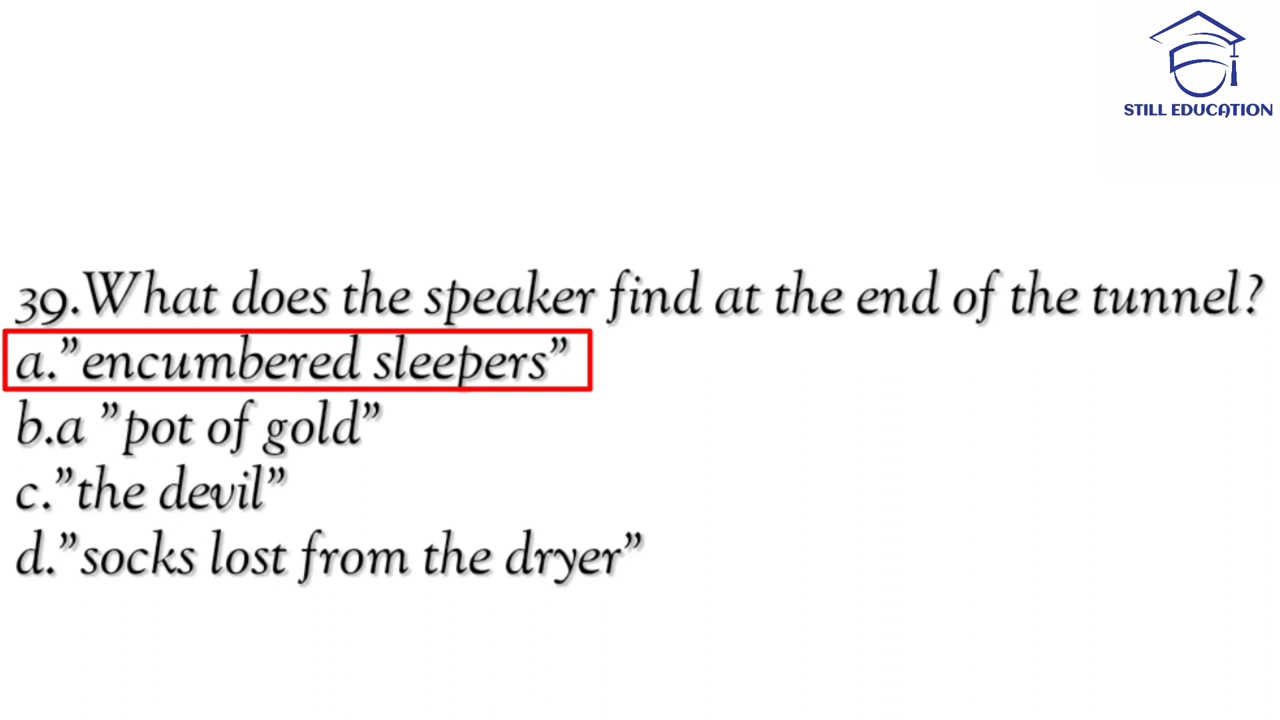 STILL EDUCATION
39.What does the speaker find at the end of the tunnel?
a.”encumbered sleepers”
b.a ”pot of gold”
c.”the devil”
d.”socks lost from the dryer”